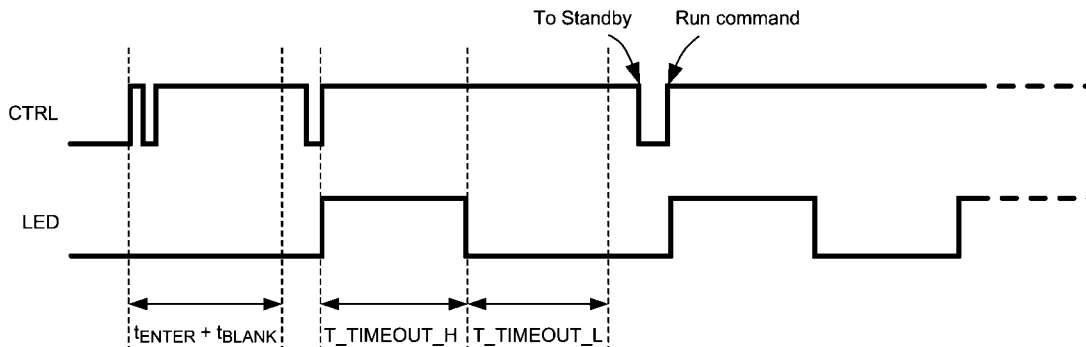 To Standby
Run command
CTRL
LED
tENTER + tBLANK
T_TIMEOUT_H
T_TIMEOUT_L